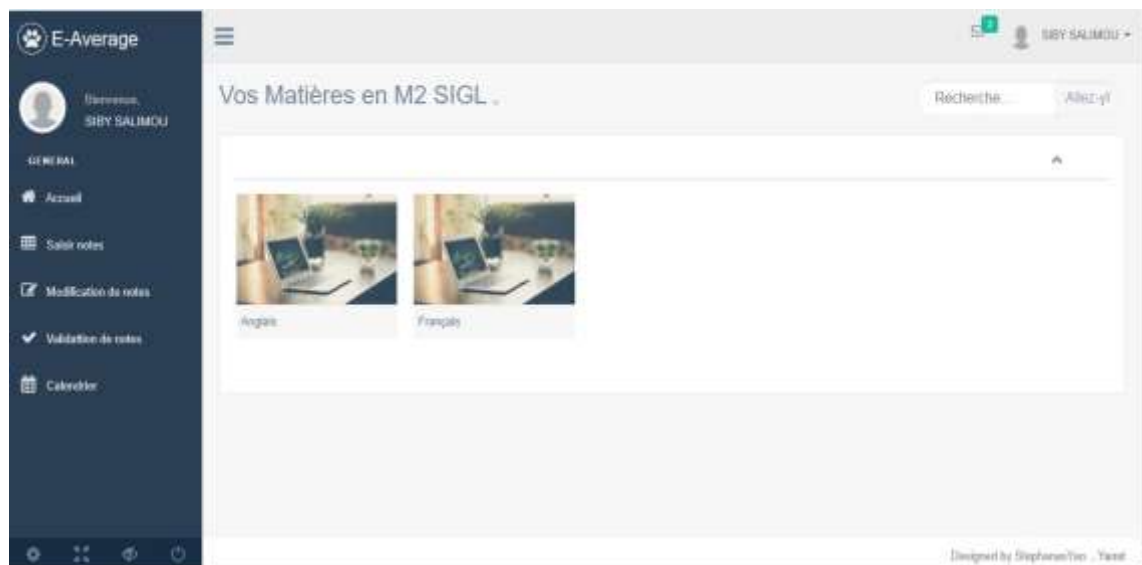 E-Average
2
SIBY SALIMOU
Bienvenue,
SIBY SALIMOU
Vos Matières en M2 SIGL .
Recherche...
Allez-y!
GENERAL
Accueil
Saisir notes
Modification de notes
Validation de notes
Calendrier
Anglais
Français
Designed by